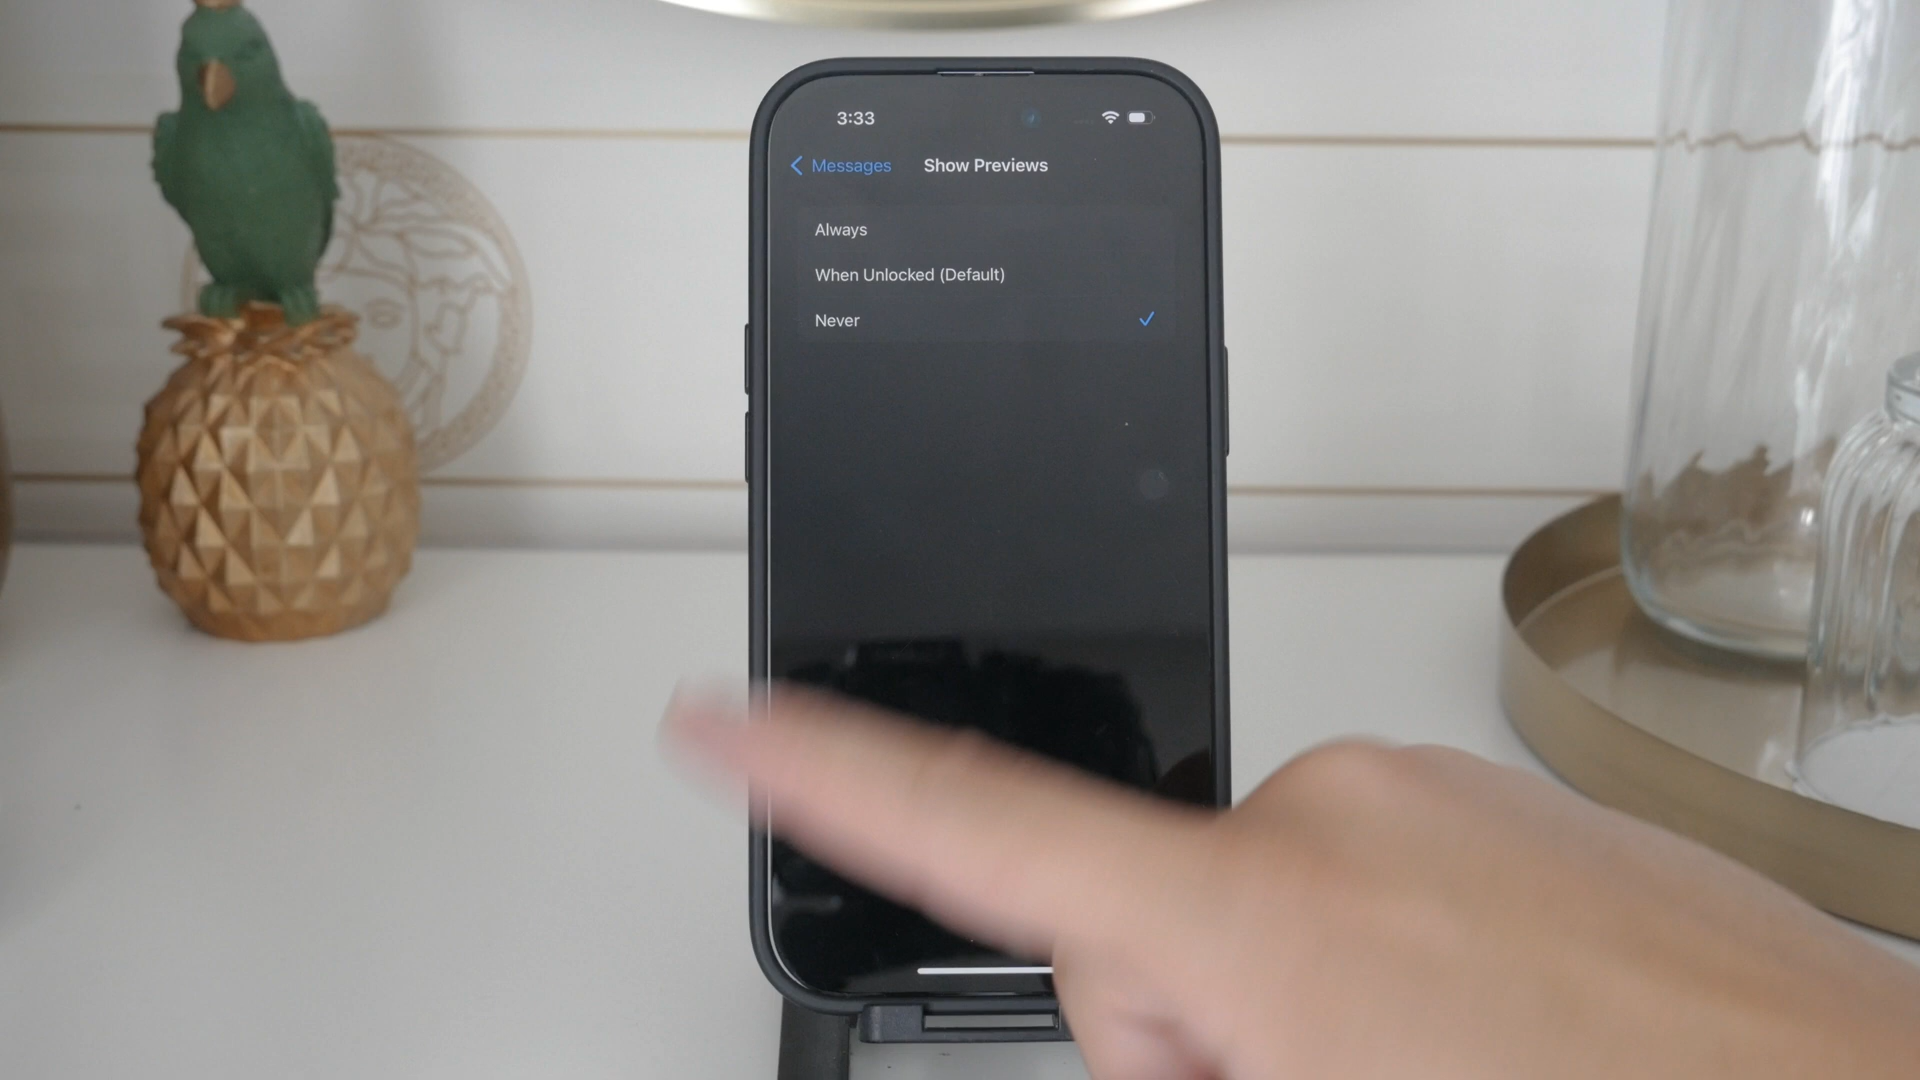 3:33
Messages
Show Previews
Always
When Unlocked (Default)
Never